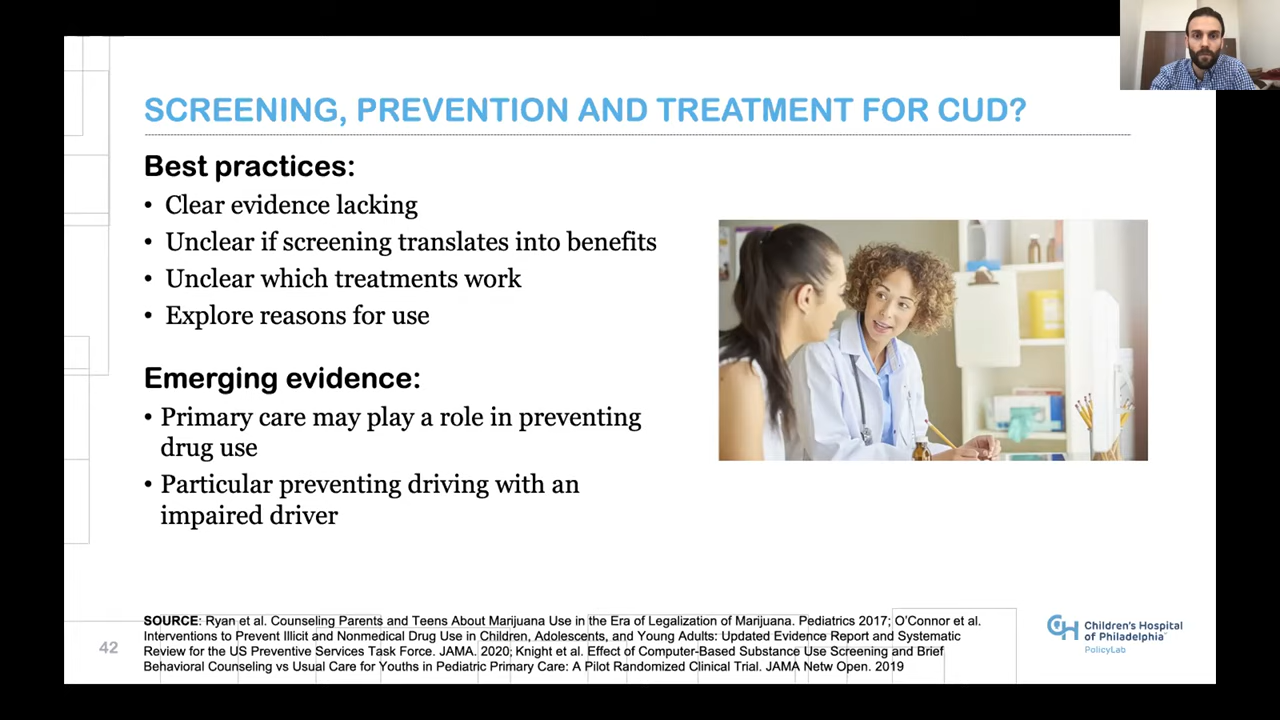 SCREENING, PREVENTION AND TREATMENT FOR CUD?
Best practices:
• Clear evidence lacking
• Unclear if screening translates into benefits
• Unclear which treatments work
• Explore reasons for use
Emerging evidence:
• Primary care may play a role in preventing
drug use
• Particular preventing driving with an
impaired driver
SOURCE: Ryan et al. Counseling Parents and Teens About Marijuana Use in the Era of Legalization of Marijuana. Pediatrics 2017; O’Connor et al.
Interventions to Prevent Illicit and Nonmedical Drug Use in Children, Adolescents, and Young Adults: Updated Evidence Report and Systematic
Review for the US Preventive Services Task Force. JAMA. 2020; Knight et al. Effect of Computer-Based Substance Use Screening and Brief
Behavioral Counseling vs Usual Care for Youths in Pediatric Primary Care: A Pilot Randomized Clinical Trial. JAMA Netw Open. 2019
42
Children's Hospital
of Philadelphia
PolicyLab